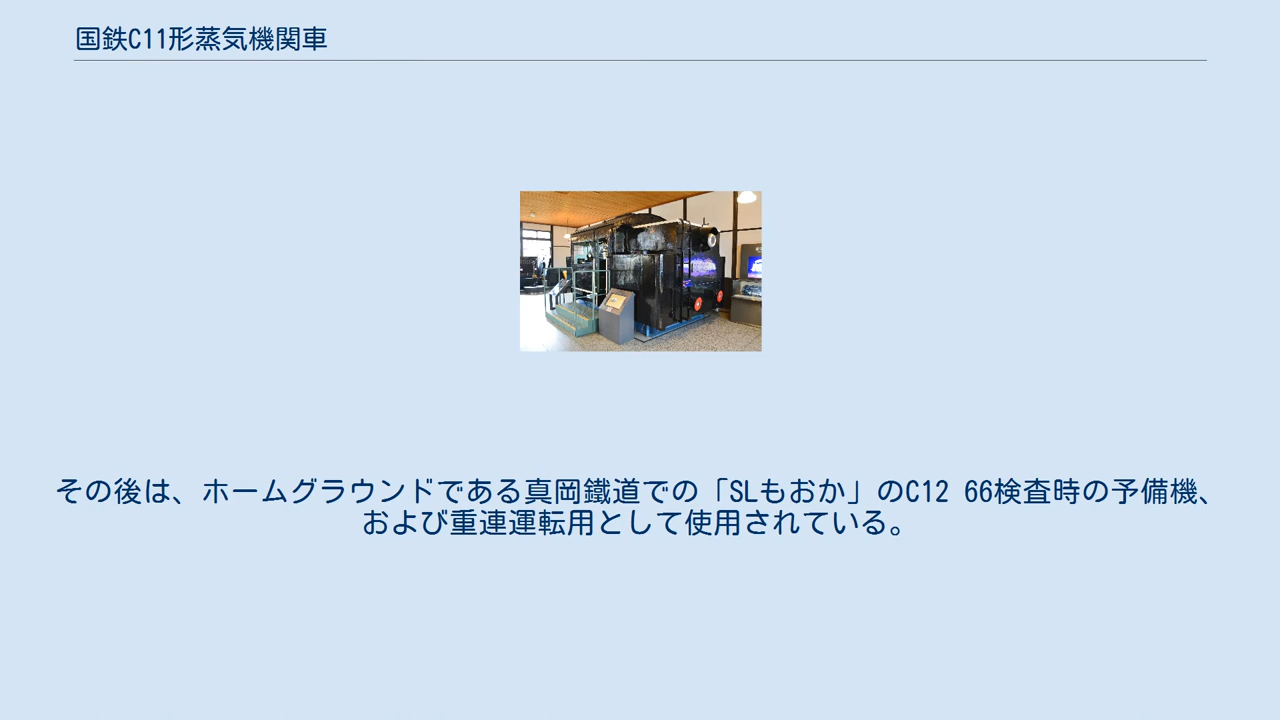 国鉄C11形蒸気機関車
その後は、ホームグラウンドである真岡鐵道での「SLもおか」のC12 66検査時の予備機、
および重連運転用として使用されている。